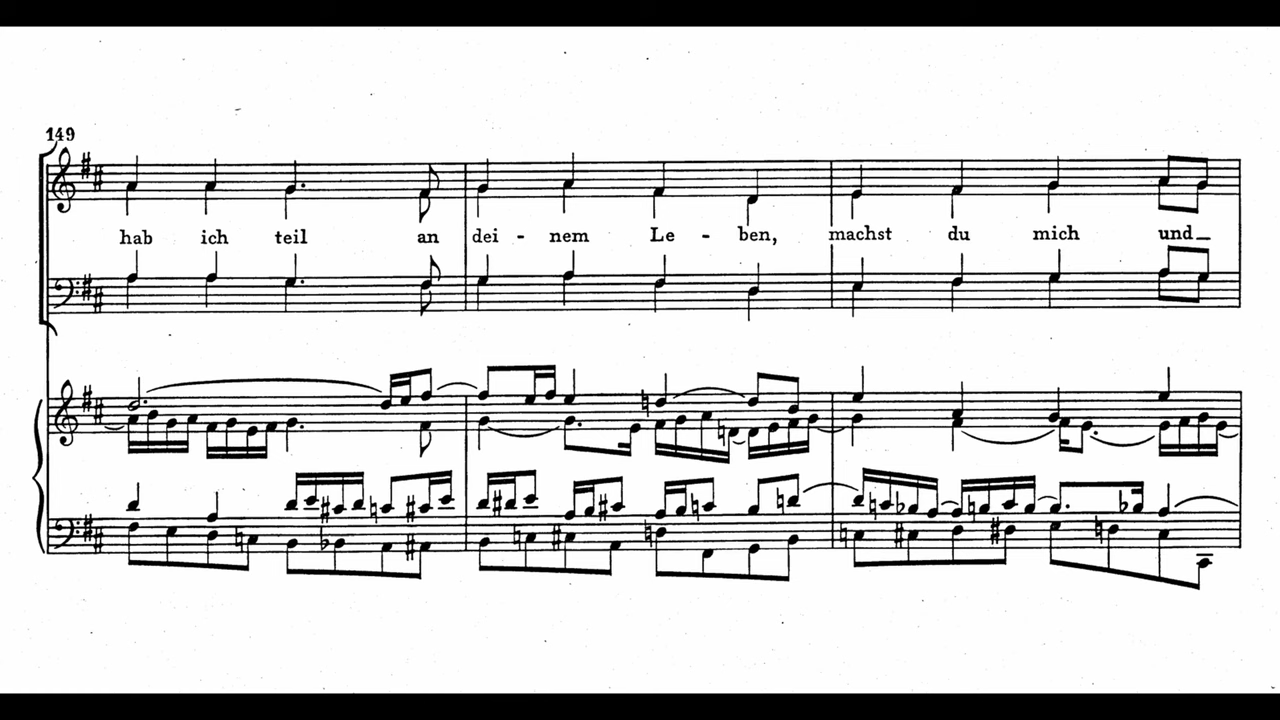 149
hab ich teil an dei - nem Le - ben, machst du mich und_